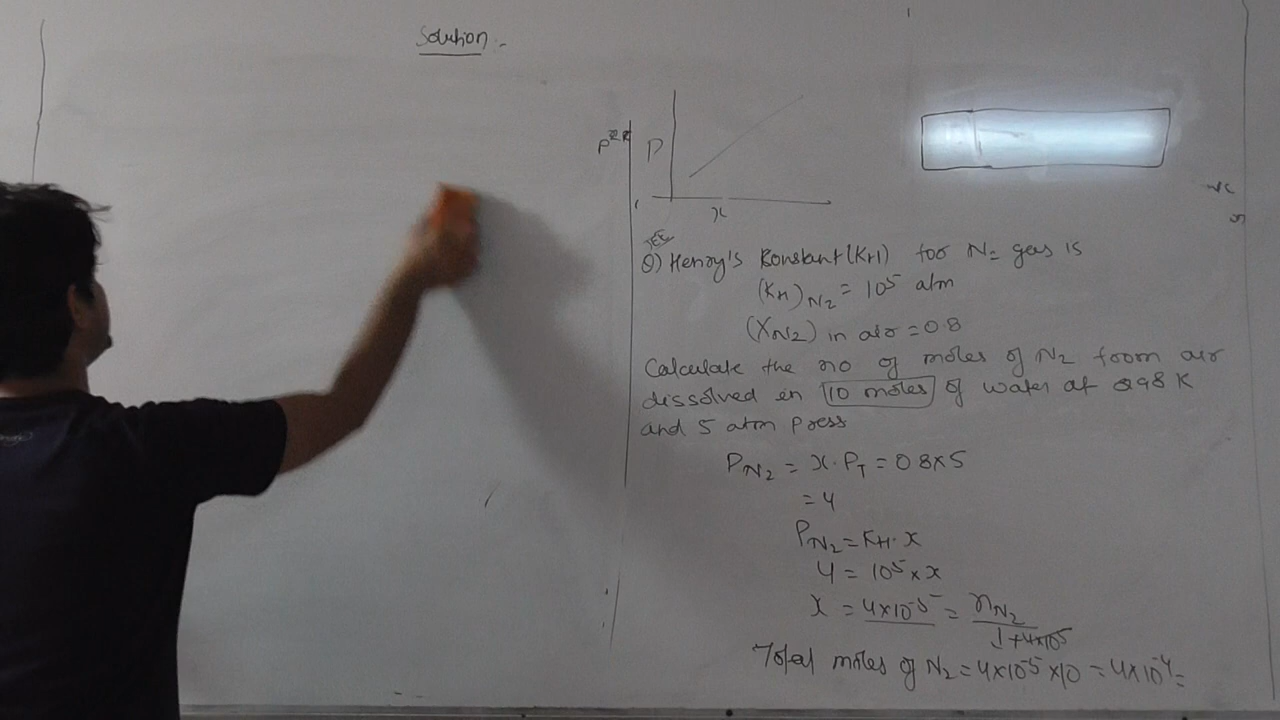 Solution :-
P
P
x
JEE
Q) Henry's Konstant (KH) for N2 gas is
(KH)N2 = 10^5 atm
(XN2) in air = 0.8
Calculate the no of moles of N2 from air
dissolved in 10 moles of water at 298 K
and 5 atm press
PN2 = x. PT = 0.8×5
= 4
PN2 = KH. x
4 = 10^5 × x
x = 4×10^-5 = nN2 / 1+4×10^-5
Total moles of N2 = 4×10^-5 ×10 = 4×10^-4 =